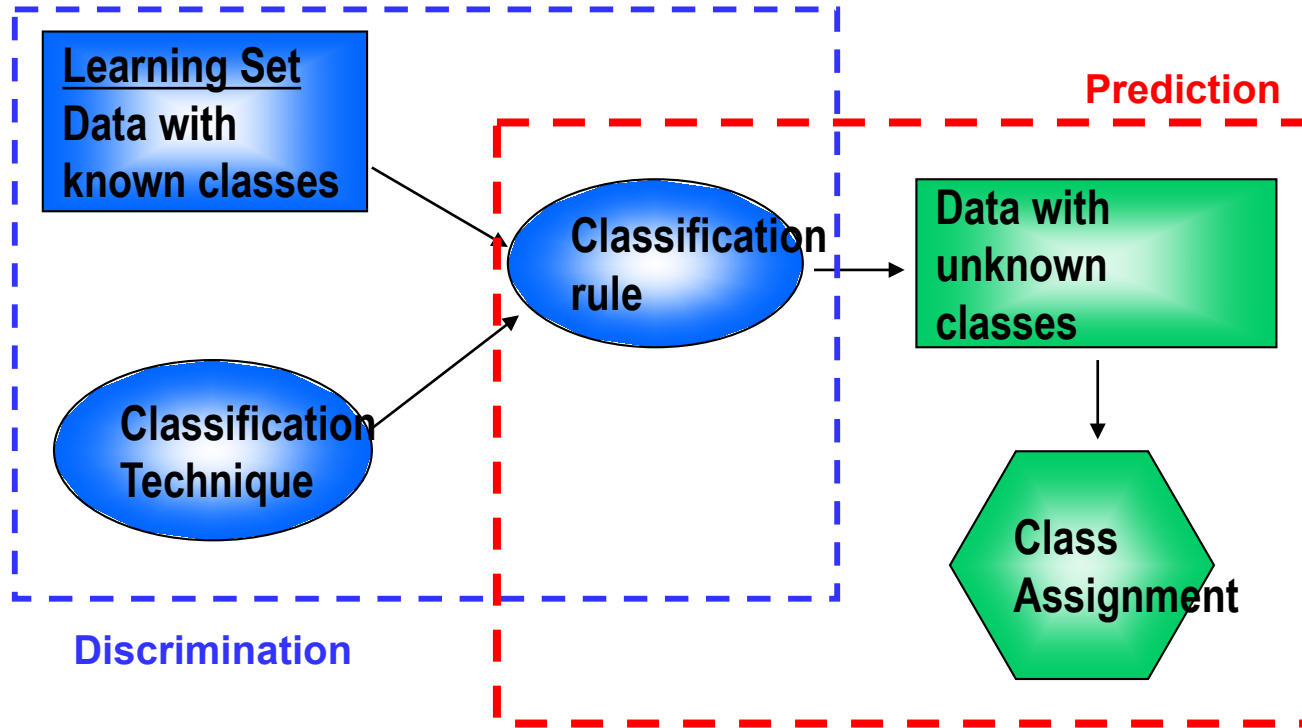 Learning Set
Data with
known classes
Prediction
Classification
rule
Data with
unknown
classes
Classification
Technique
Class
Assignment
Discrimination